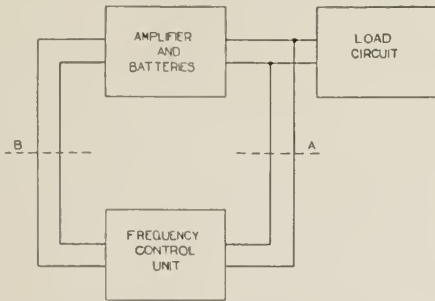 AMPLIFIER
AND
BATTERIES
LOAD
CIRCUIT
B
A
FREQUENCY
CONTROL
UNIT